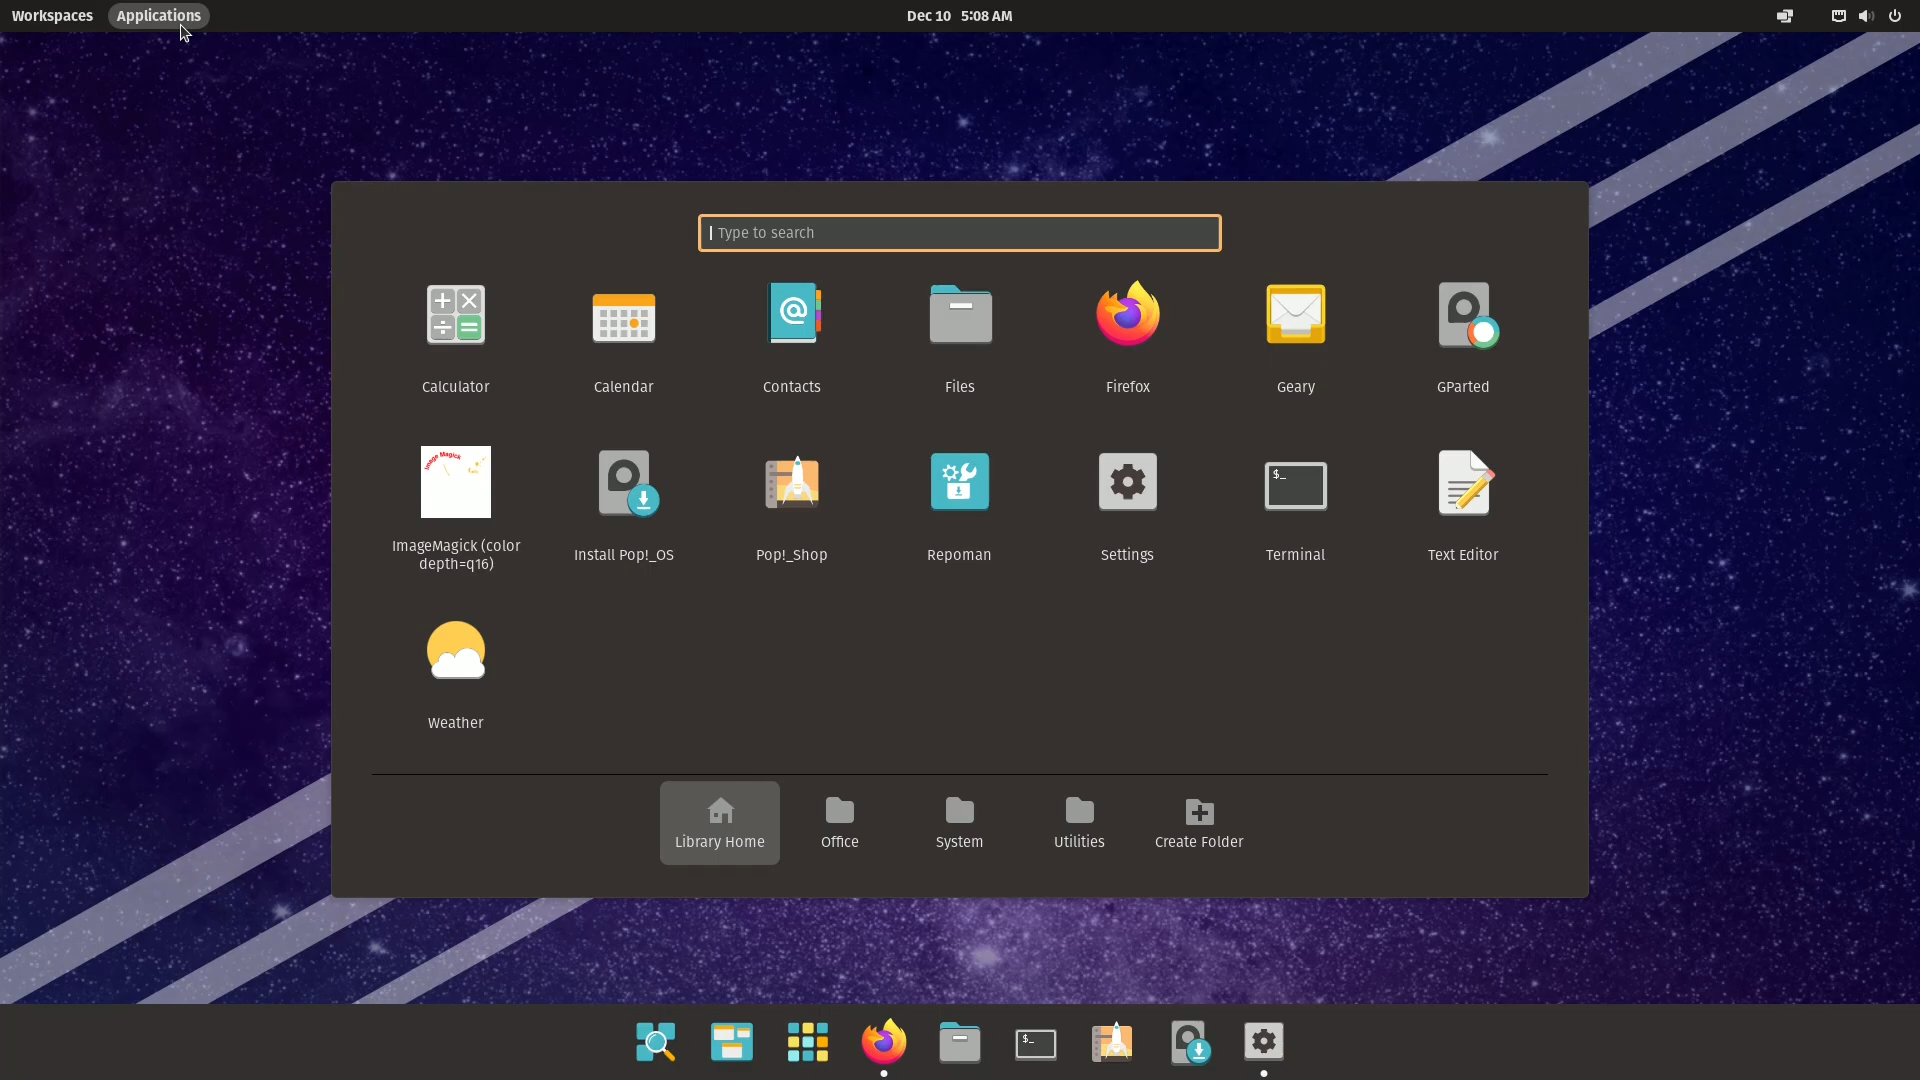 Workspaces
Applications
Dec 10 5:08 AM
Type to search
Calculator
Calendar
Contacts
Files
Firefox
Geary
GParted
Image Magick
$_
ImageMagick (color
depth=q16)
Install Pop!_OS
Pop!_Shop
Repoman
Settings
Terminal
Text Editor
Weather
Library Home
Office
System
Utilities
Create Folder
$_